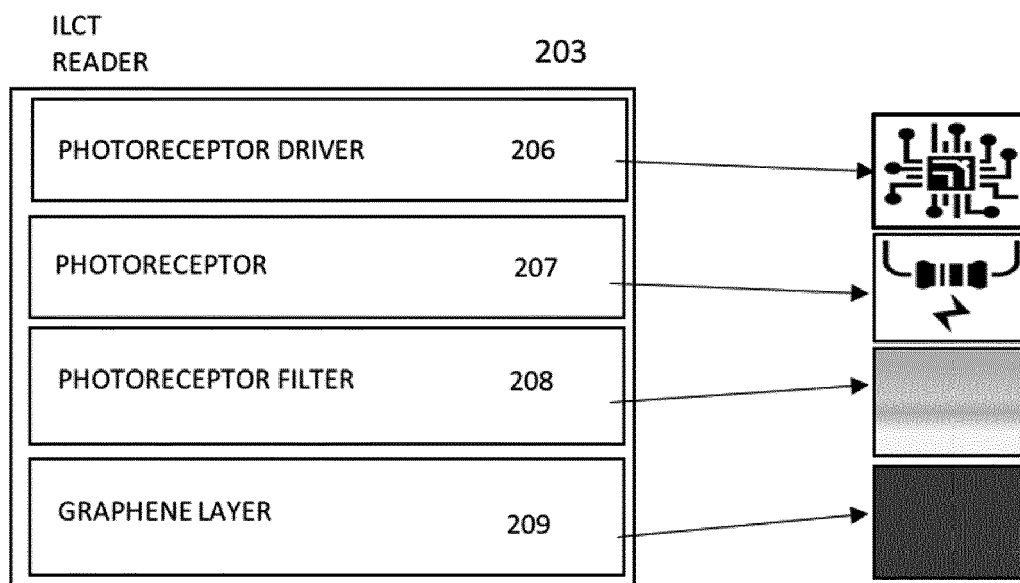 ILCT
READER 203
PHOTORECEPTOR DRIVER 206
PHOTORECEPTOR 207
PHOTORECEPTOR FILTER 208
GRAPHENE LAYER 209